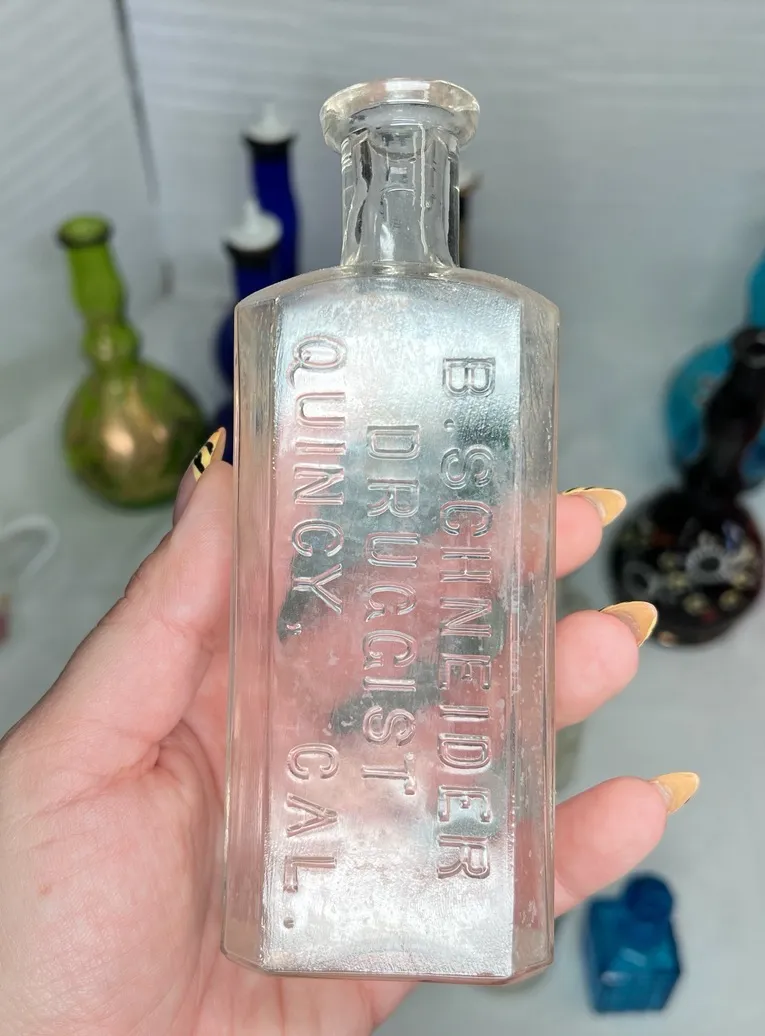 B. SCHNEIDER
DRUGGIST
QUINCY, CAL.